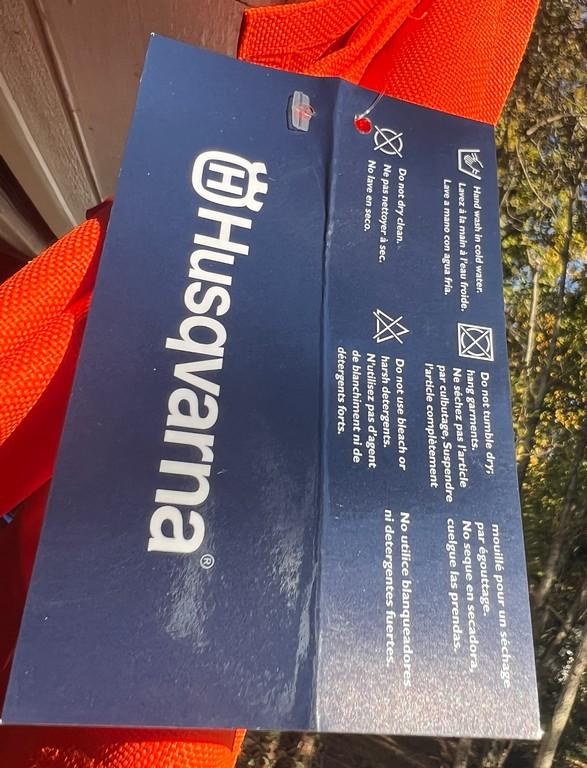 Hand wash in cold water.
Lavez à la main à l'eau froide.
Lave a mano con agua fría.
Do not tumble dry;
hang garments.
Ne séchez pas l'article
par culbutage, Suspendre
l'article complètement
mouillé pour un séchage
par égouttage.
No seque en secadora,
cuelgue las prendas.
Do not dry clean.
Ne pas nettoyer à sec.
No lave en seco.
Do not use bleach or
harsh detergents.
N'utilisez pas d'agent
de blanchiment ni de
détergents forts.
No utilice blanqueadores
ni detergentes fuertes.
H Husqvarna®